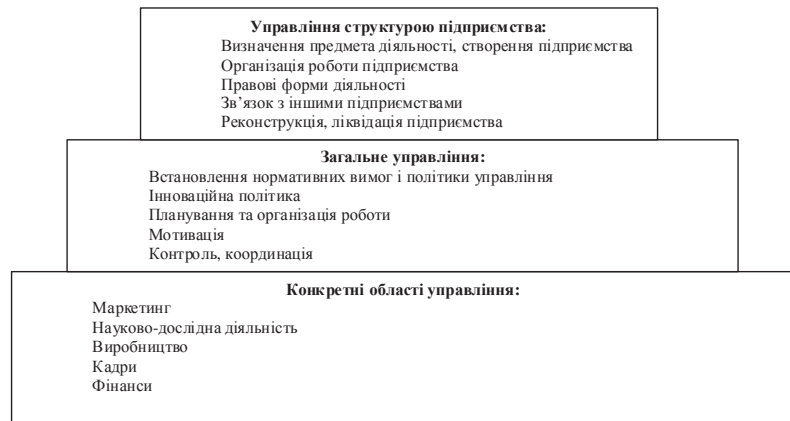 Управління структурою підприємства:
Визначення предмета діяльності, створення підприємства
Організація роботи підприємства
Правові форми діяльності
Зв’язок з іншими підприємствами
Реконструкція, ліквідація підприємства
Загальне управління:
Встановлення нормативних вимог і політики управління
Інноваційна політика
Планування та організація роботи
Мотивація
Контроль, координація
Конкретні області управління:
Маркетинг
Науково-дослідна діяльність
Виробництво
Кадри
Фінанси